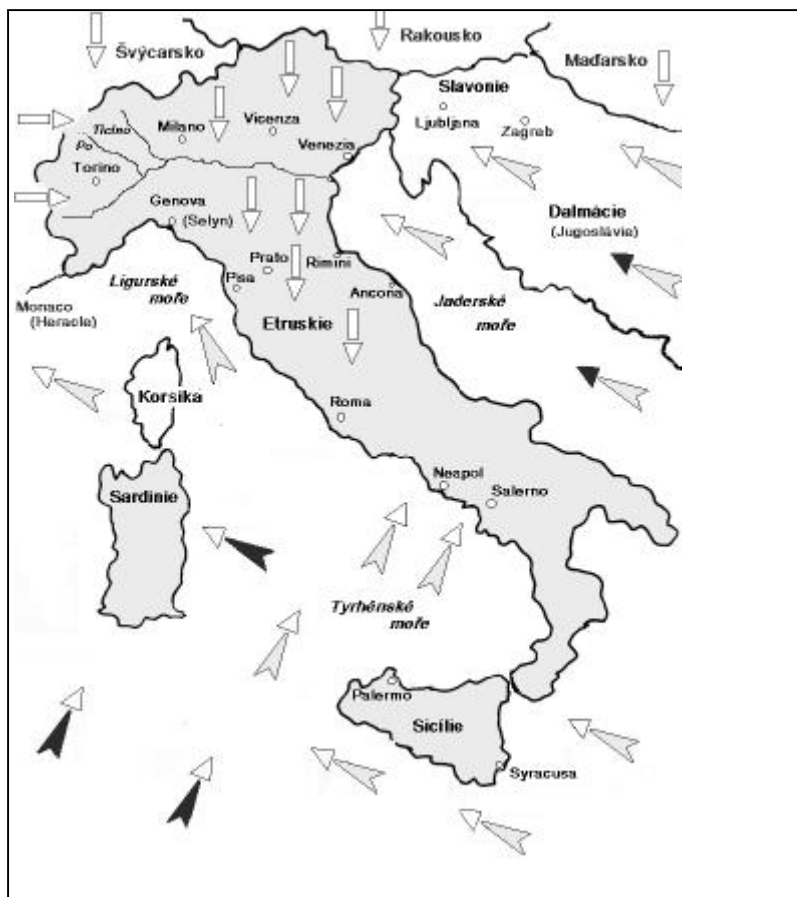 Švýcarsko
Rakousko
Maďarsko
Slavonie
Ljubljana
Zagreb
Ticino
Milano
Vicenza
Venezia
Po
Torino
Genova
(Selyn)
Dalmácie
(Jugoslávie)
Prato
Rimini
Pisa
Ancona
Ligurské
moře
Jaderské
moře
Monaco
(Heracle)
Etruskie
Korsika
Roma
Neapol
Salerno
Sardinie
Tyrhénské
moře
Palermo
Sicílie
Syracusa